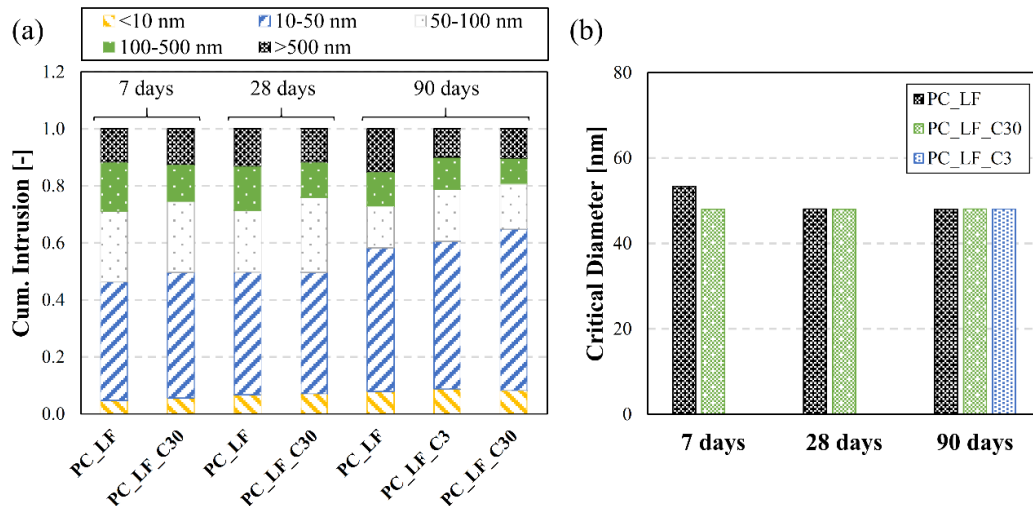 (a)
<10 nm 10-50 nm 50-100 nm
100-500 nm >500 nm
Cum. Intrusion [-]
1.2
1.0
0.8
0.6
0.4
0.2
0.0
7 days 28 days 90 days
PC_LF
PC_LF_C30
PC_LF
PC_LF_C30
PC_LF
PC_LF_C3
PC_LF_C30
(b)
Critical Diameter [nm]
80
60
40
20
0
PC_LF
PC_LF_C30
PC_LF_C3
7 days 28 days 90 days